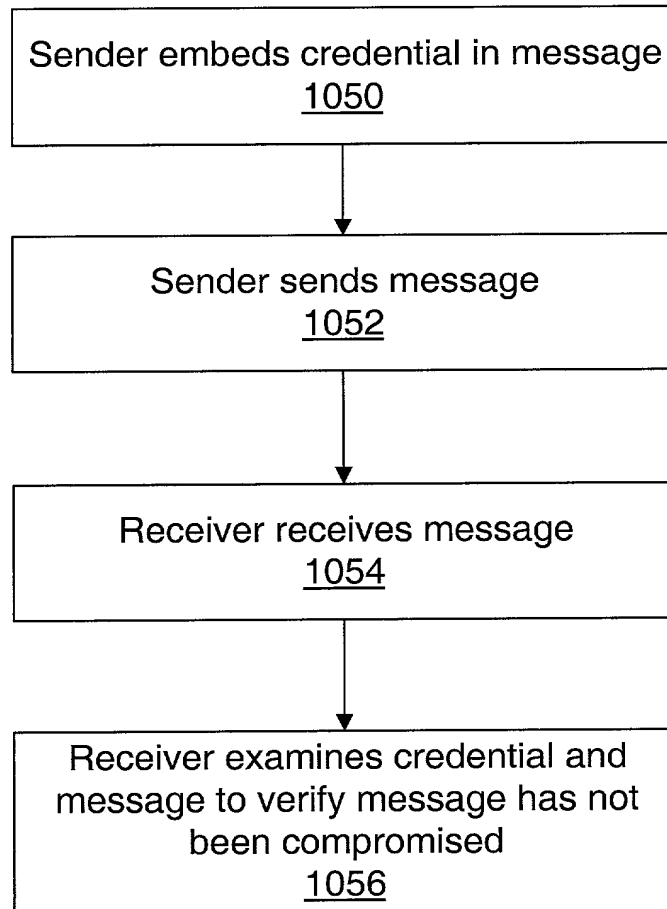 Sender embeds credential in message
1050
Sender sends message
1052
Receiver receives message
1054
Receiver examines credential and
message to verify message has not
been compromised
1056